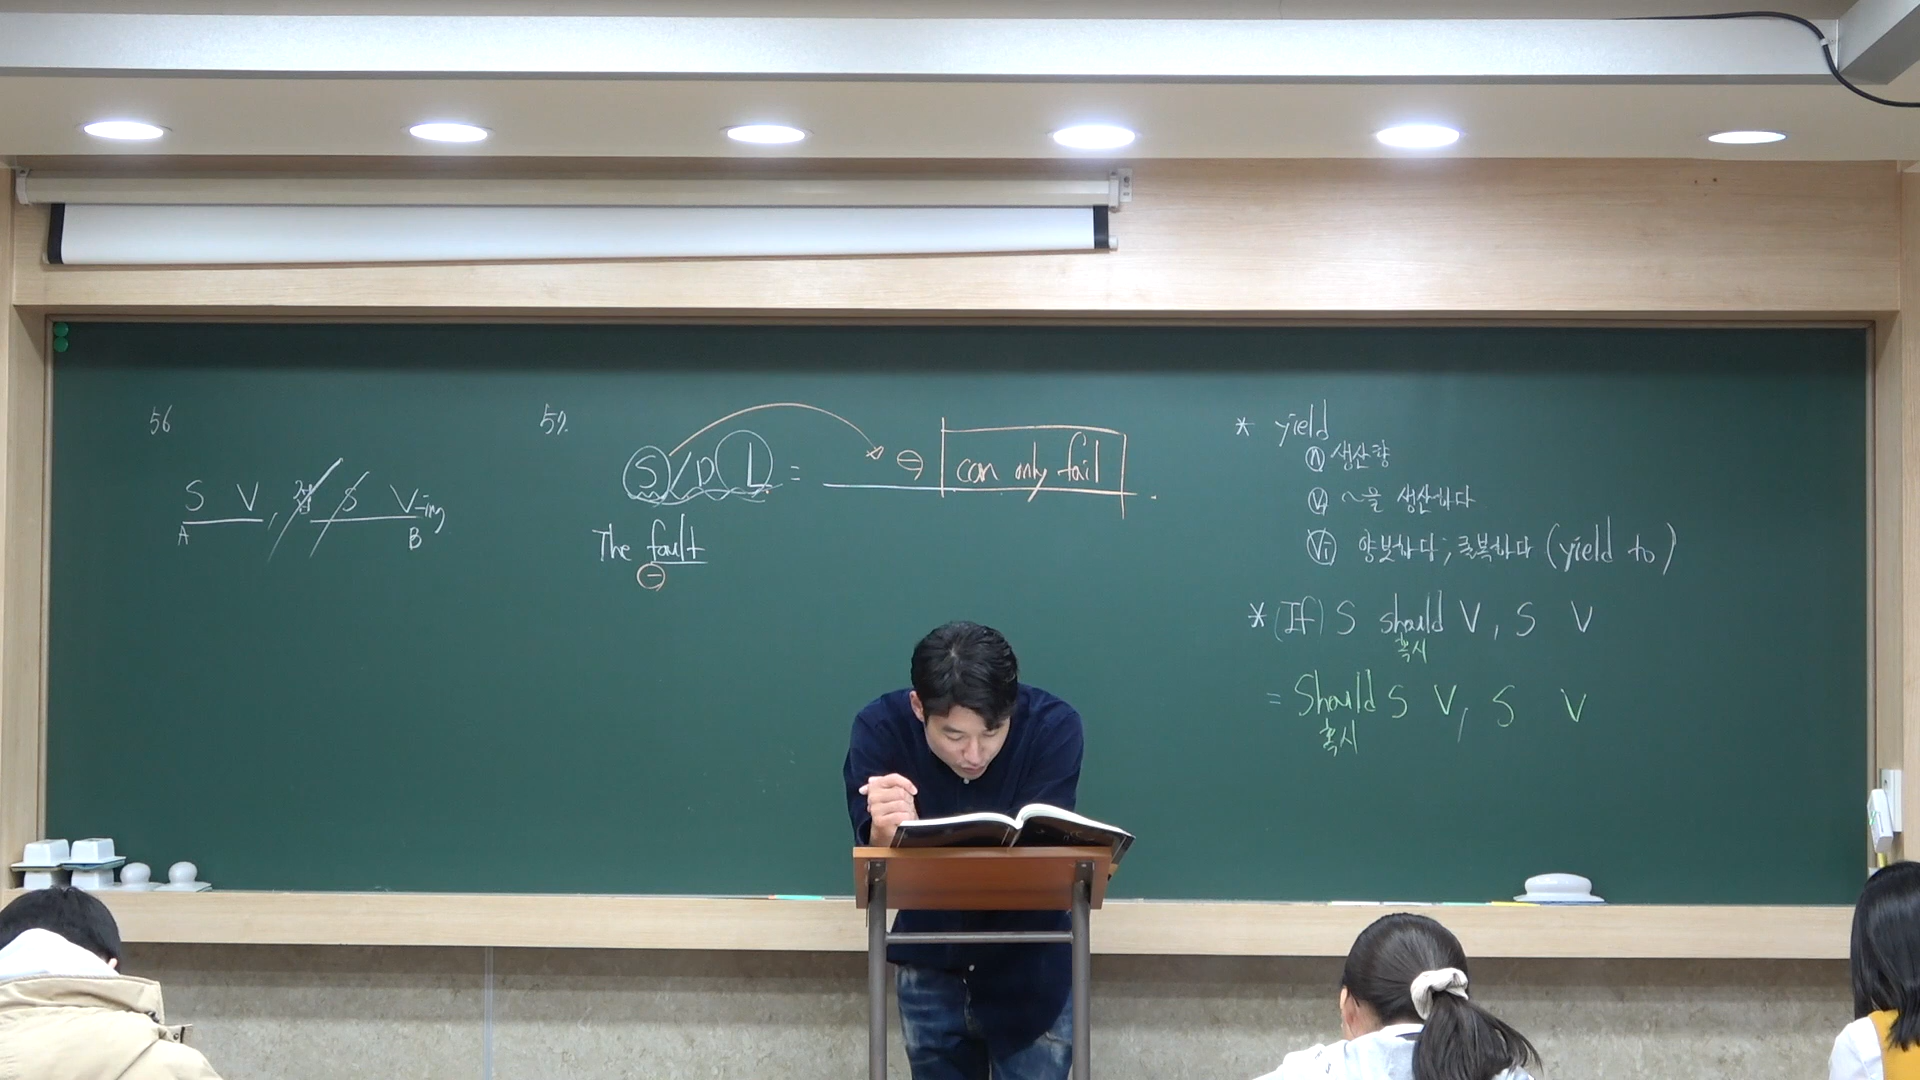 56
S V, 접 S V-ing
A B
57.
S/D L = ⊖ can only fail.
The fault
⊖
* yield
ⓝ 생산량
ⓥ ~을 생산하다
Vi 양보하다; 굴복하다 (yield to)
* (If) S should V, S V
혹시
= Should S V, S V
혹시